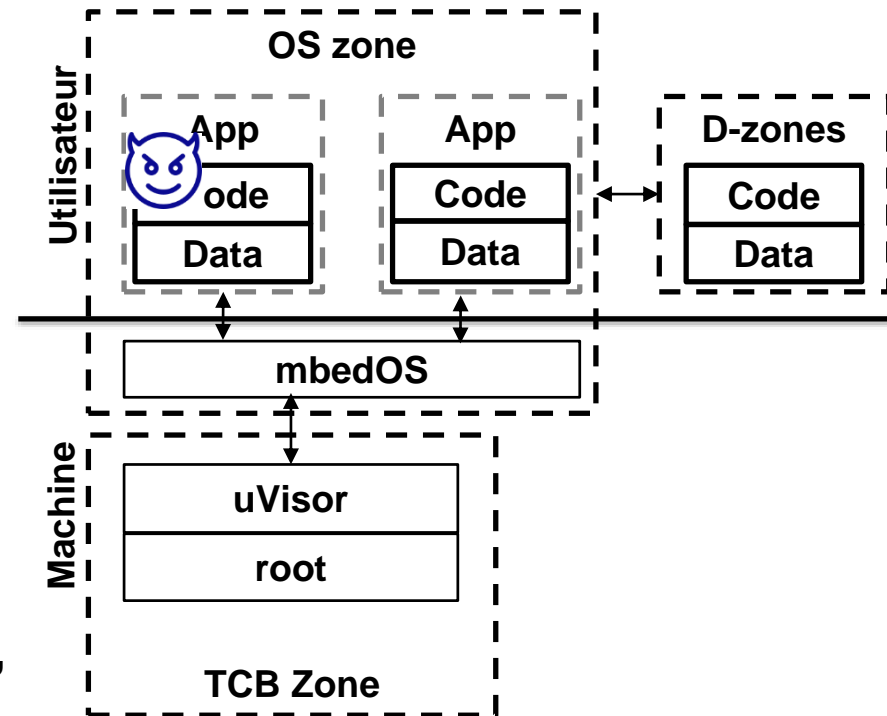 OS zone
Utilisateur
App
App
D-zones
ode
Code
Code
Data
Data
Data
mbedOS
Machine
uVisor
root
TCB Zone